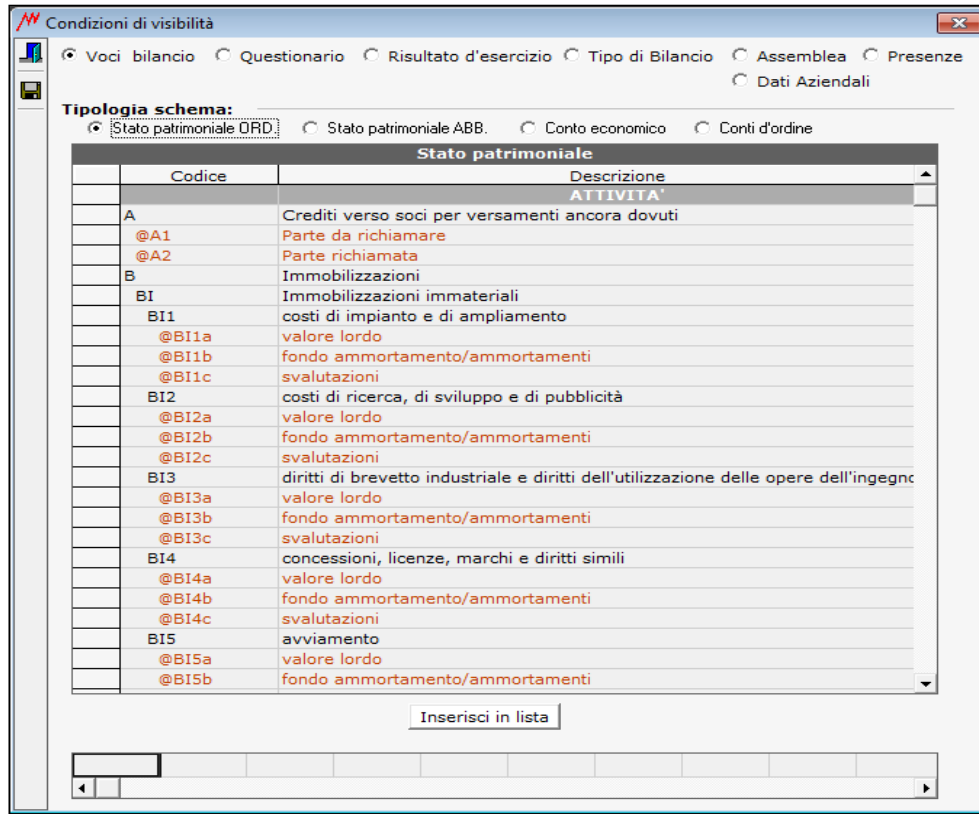 Condizioni di visibilità
Voci bilancio Questionario Risultato d'esercizio Tipo di Bilancio Assemblea Presenze
Dati Aziendali
Tipologia schema:
Stato patrimoniale ORD. Stato patrimoniale ABB. Conto economico Conti d'ordine
Stato patrimoniale
Codice Descrizione
ATTIVITA'
A Crediti verso soci per versamenti ancora dovuti
@A1 Parte da richiamare
@A2 Parte richiamata
B Immobilizzazioni
BI Immobilizzazioni immateriali
BI1 costi di impianto e di ampliamento
@BI1a valore lordo
@BI1b fondo ammortamento/ammortamenti
@BI1c svalutazioni
BI2 costi di ricerca, di sviluppo e di pubblicità
@BI2a valore lordo
@BI2b fondo ammortamento/ammortamenti
@BI2c svalutazioni
BI3 diritti di brevetto industriale e diritti dell'utilizzazione delle opere dell'ingegno
@BI3a valore lordo
@BI3b fondo ammortamento/ammortamenti
@BI3c svalutazioni
BI4 concessioni, licenze, marchi e diritti simili
@BI4a valore lordo
@BI4b fondo ammortamento/ammortamenti
@BI4c svalutazioni
BI5 avviamento
@BI5a valore lordo
@BI5b fondo ammortamento/ammortamenti
Inserisci in lista